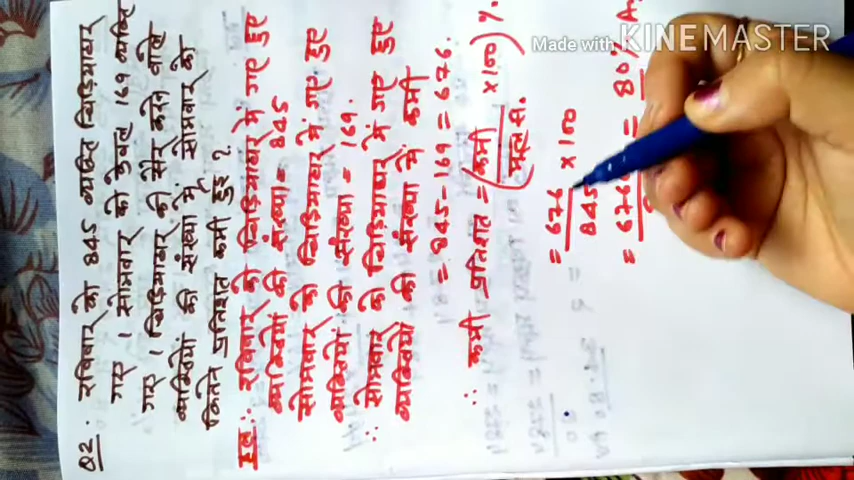 Q2. रविवार को 845 व्यक्ति चिड़ियाघर
गए। सोमवार को केवल 169 व्यक्ति
गए। चिड़ियाघर की सैर करने वाले
व्यक्तियों की संख्या में सोमवार को
कितने प्रतिशत कमी हुई ?
हल:. रविवार को चिड़ियाघर में गए हुए
व्यक्तियों की संख्या = 845
सोमवार को चिड़ियाघर में गए हुए
व्यक्तियों की संख्या = 169.
∴ सोमवार को चिड़ियाघर में गए हुए
व्यक्तियों की संख्या में कमी
= 845 - 169 = 676.
∴ कमी प्रतिशत = (कमी / मूल सं. × 100) %.
= 676 / 845 × 100
= 676 = 80%
Made with KINEMASTER